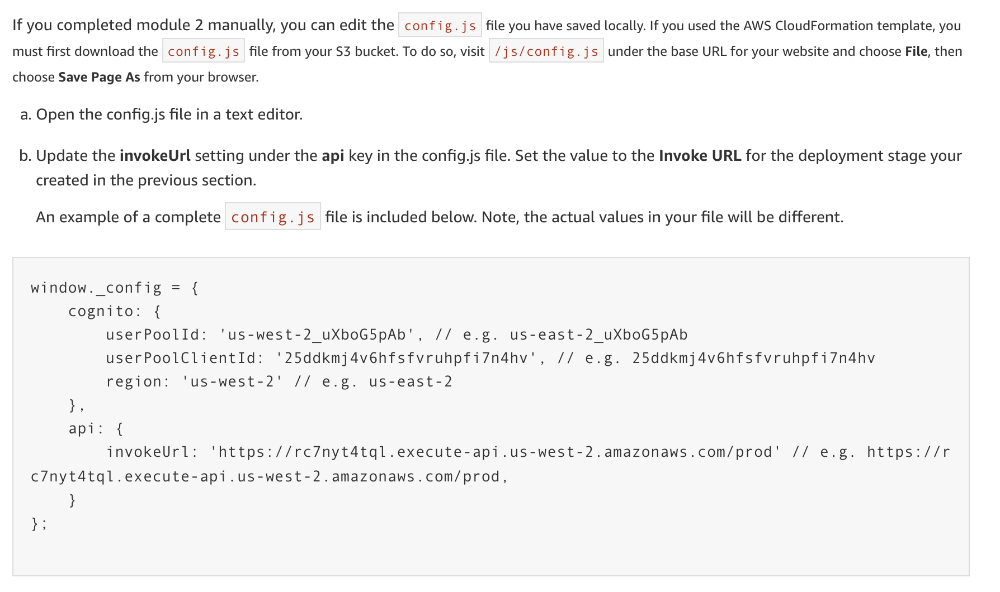 If you completed module 2 manually, you can edit the config.js file you have saved locally. If you used the AWS CloudFormation template, you
must first download the config.js file from your S3 bucket. To do so, visit /js/config.js under the base URL for your website and choose File, then
choose Save Page As from your browser.
a. Open the config.js file in a text editor.
b. Update the invokeUrl setting under the api key in the config.js file. Set the value to the Invoke URL for the deployment stage your
created in the previous section.
An example of a complete config.js file is included below. Note, the actual values in your file will be different.
window._config = {
    cognito: {
        userPoolId: 'us-west-2_uXboG5pAb', // e.g. us-east-2_uXboG5pAb
        userPoolClientId: '25ddkmj4v6hfsfvruhpfi7n4hv', // e.g. 25ddkmj4v6hfsfvruhpfi7n4hv
        region: 'us-west-2' // e.g. us-east-2
    },
    api: {
        invokeUrl: 'https://rc7nyt4tql.execute-api.us-west-2.amazonaws.com/prod' // e.g. https://r
c7nyt4tql.execute-api.us-west-2.amazonaws.com/prod,
    }
};